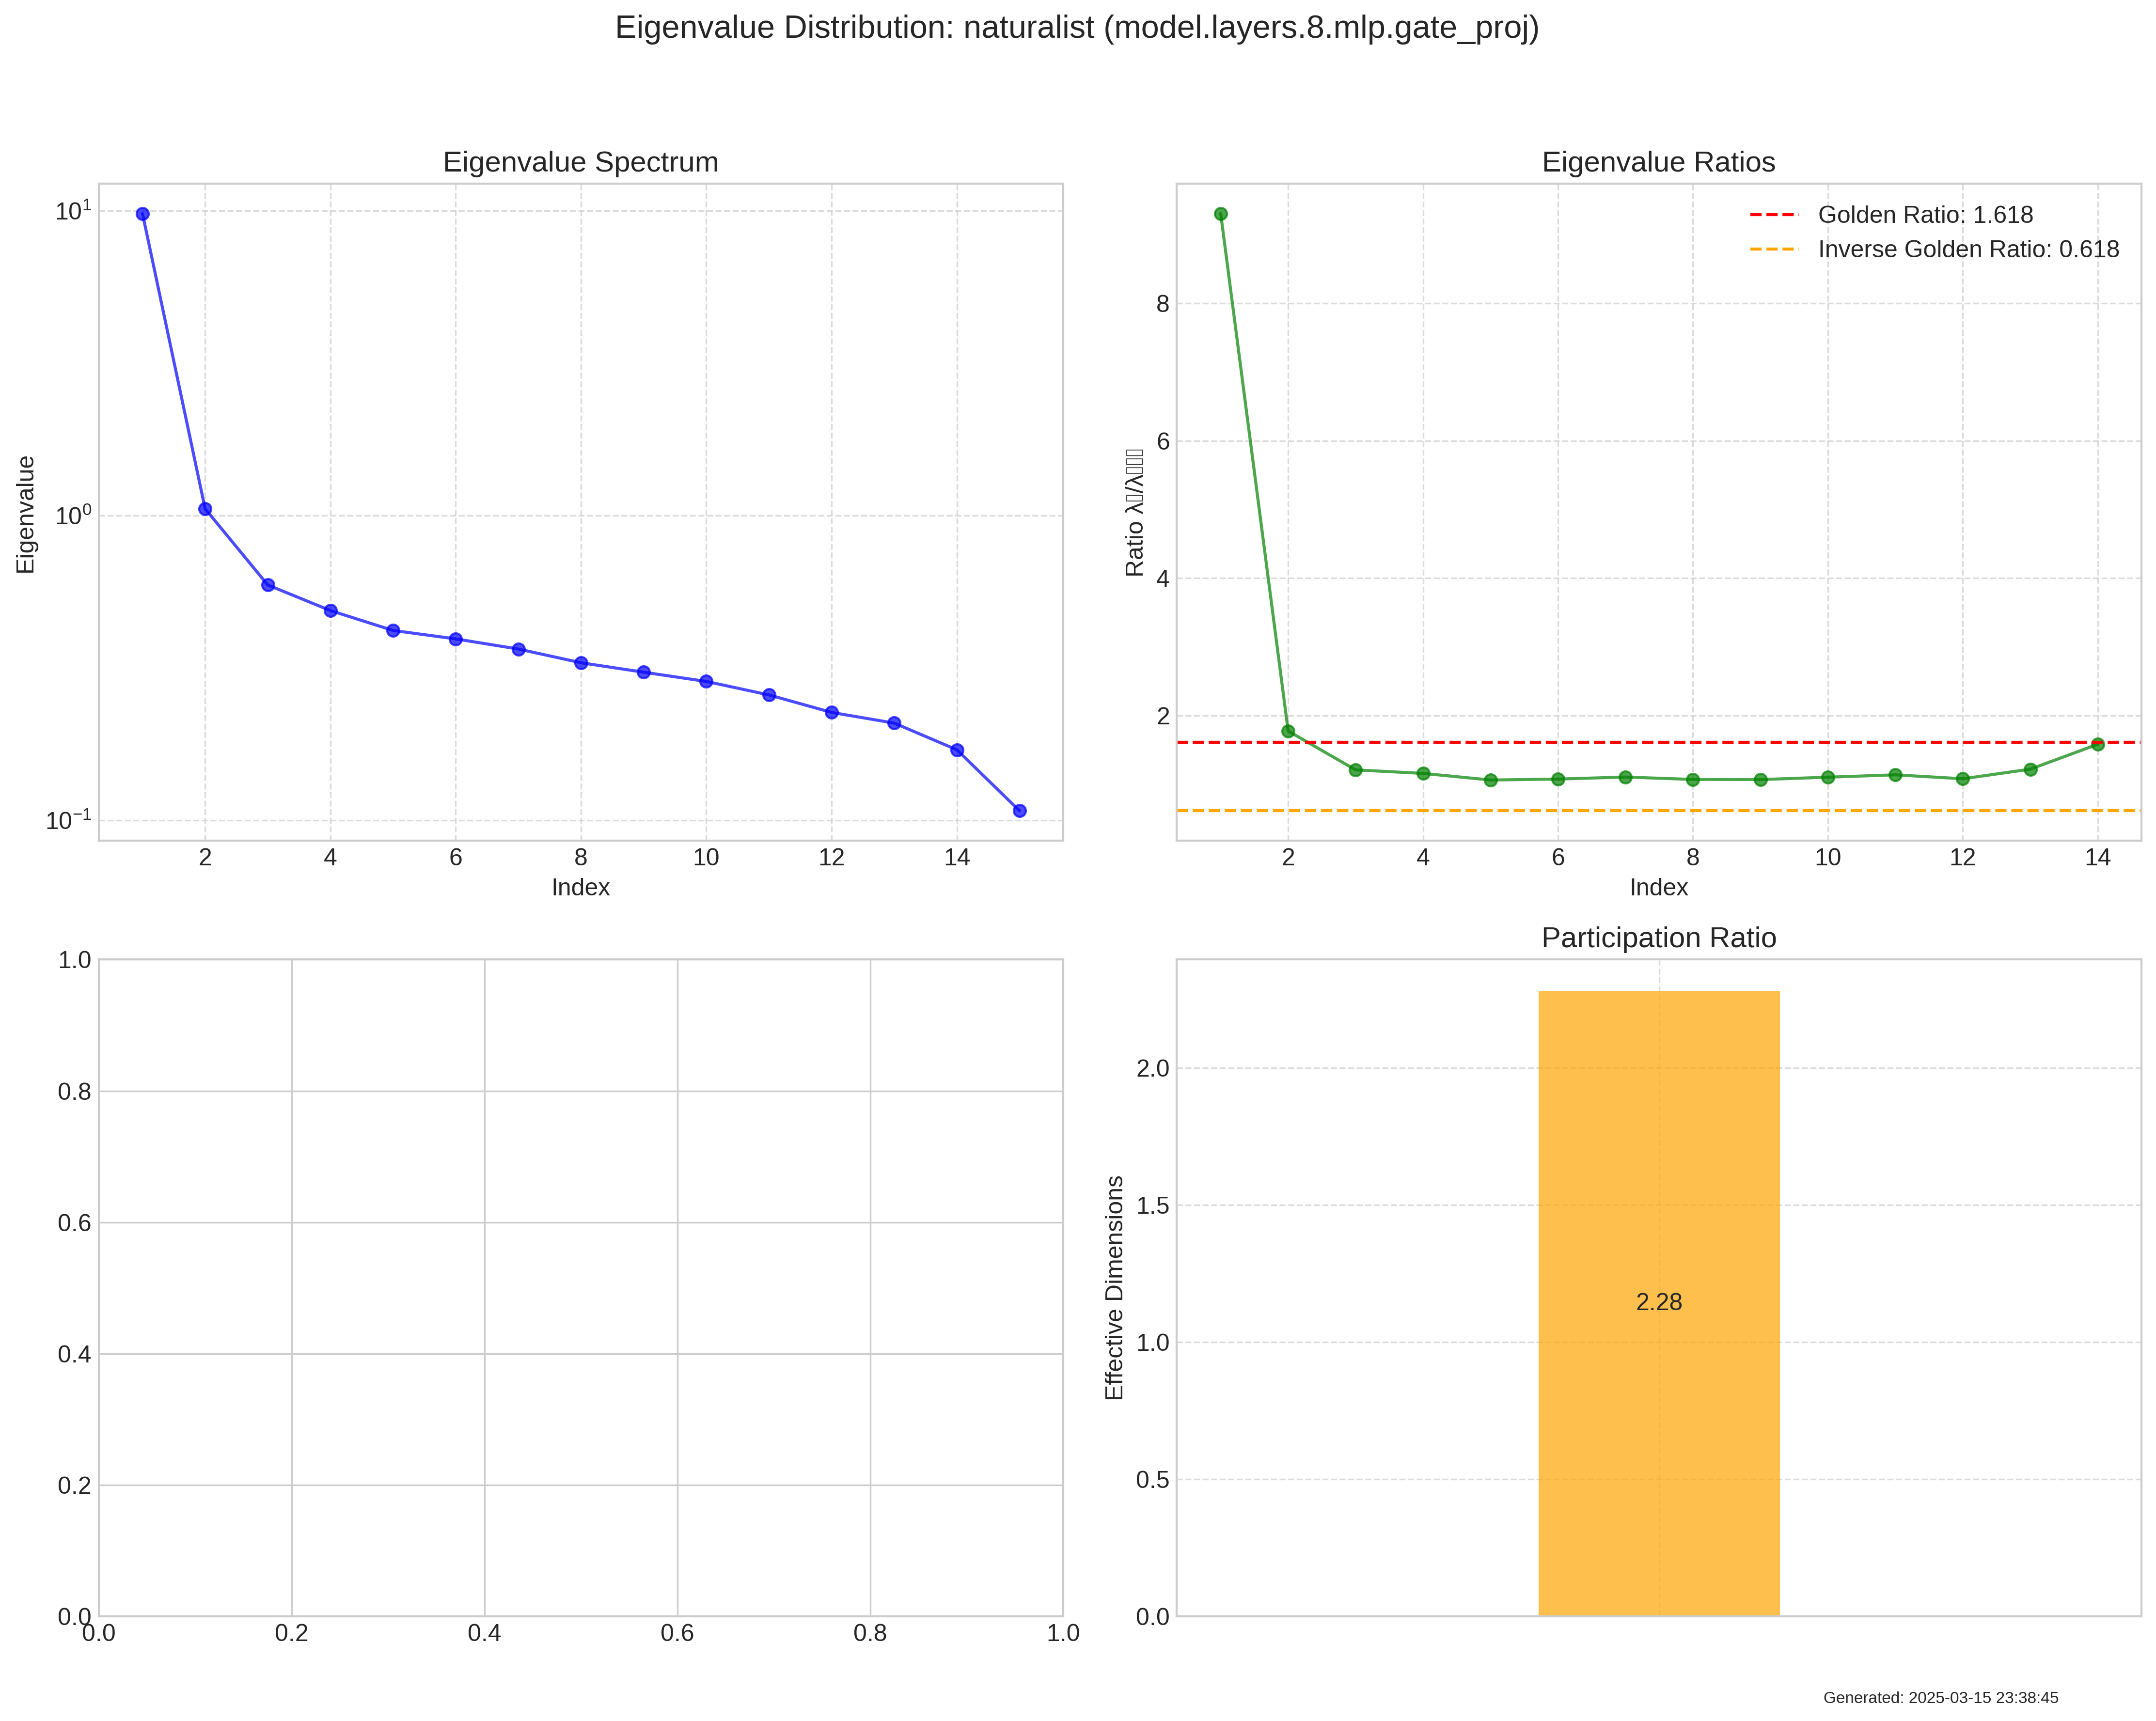 Eigenvalue Distribution: naturalist (model.layers.8.mlp.gate_proj)
Eigenvalue Spectrum
Eigenvalue
10¹
10⁰
10⁻¹
2 4 6 8 10 12 14
Index
Eigenvalue Ratios
Golden Ratio: 1.618
Inverse Golden Ratio: 0.618
Ratio λ▯/λ▯▯▯
8
6
4
2
2 4 6 8 10 12 14
Index
1.0
0.8
0.6
0.4
0.2
0.0
0.0 0.2 0.4 0.6 0.8 1.0
Participation Ratio
Effective Dimensions
2.0
1.5
1.0
0.5
0.0
2.28
Generated: 2025-03-15 23:38:45